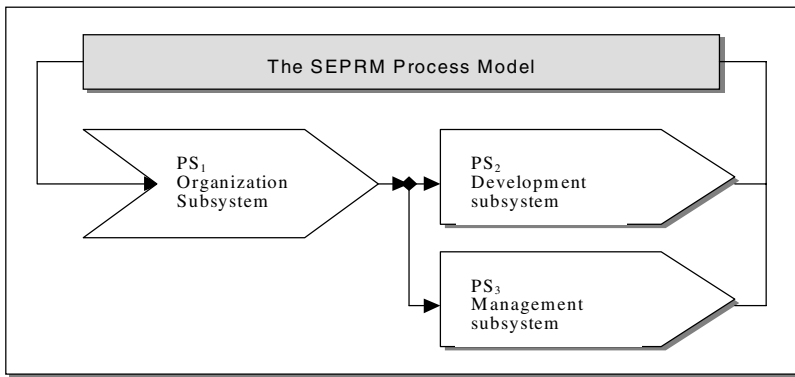 The SEPRM Process Model
PS₁
Organization
Subsystem
PS₂
Development
subsystem
PS₃
Management
subsystem